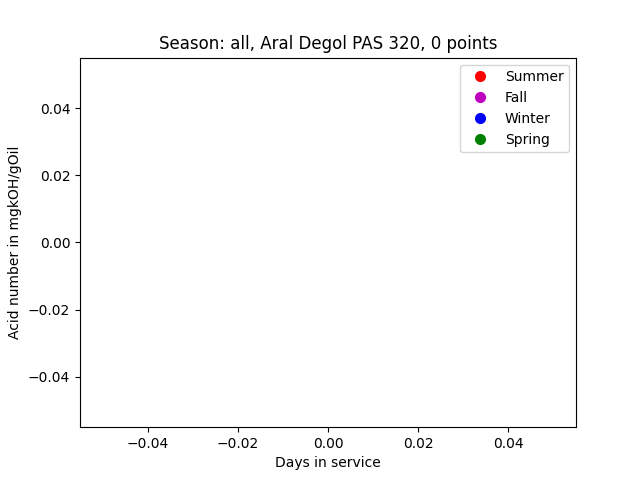 Season: all, Aral Degol PAS 320, 0 points
Summer
Fall
Winter
Spring
Acid number in mgkOH/gOil
0.04
0.02
0.00
−0.02
−0.04
−0.04 −0.02 0.00 0.02 0.04
Days in service